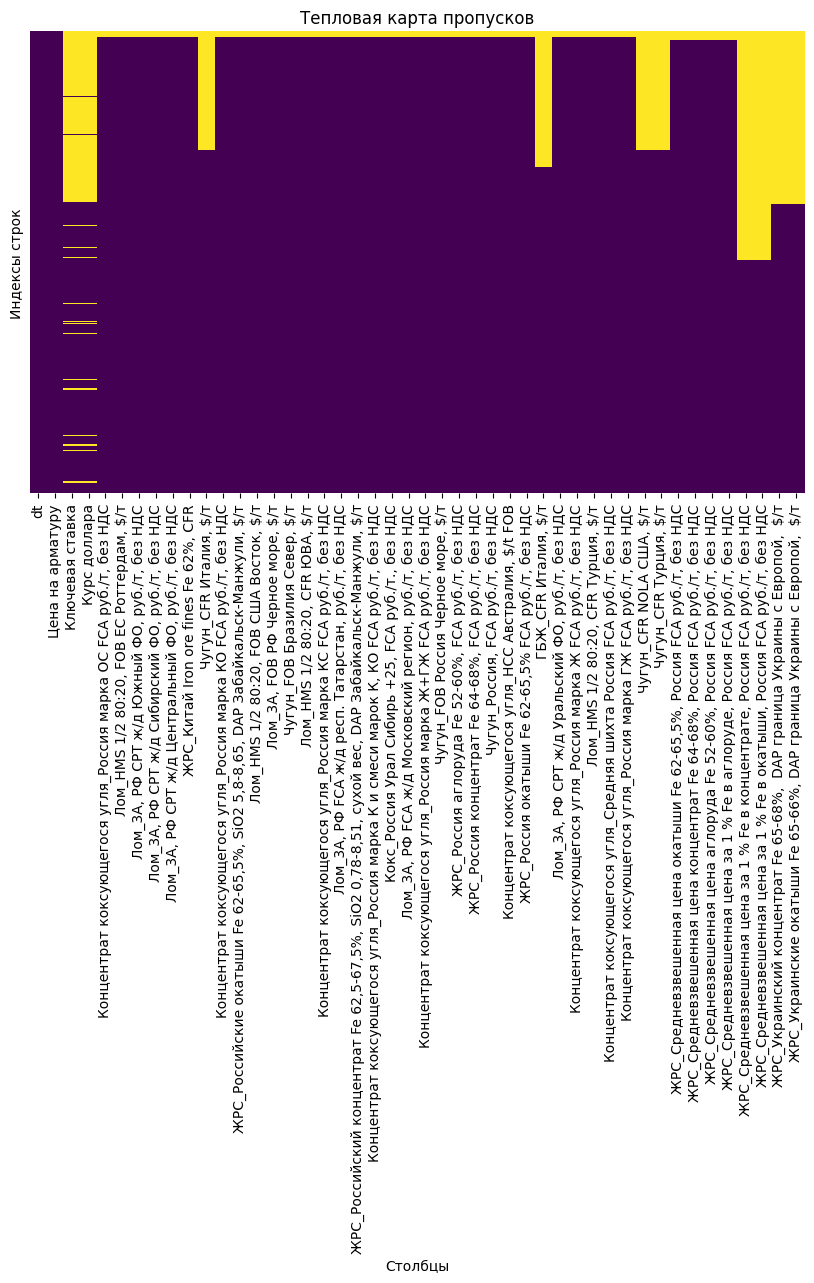 Тепловая карта пропусков
Индексы строк
dt
Цена на арматуру
Ключевая ставка
Курс доллара
Концентрат коксующегося угля_Россия марка ОС FCA руб./т, без НДС
Лом_HMS 1/2 80:20, FOB ЕС Роттердам, $/т
Лом_3А, РФ CPT ж/д Южный ФО, руб./т, без НДС
Лом_3А, РФ CPT ж/д Сибирский ФО, руб./т, без НДС
Лом_3А, РФ CPT ж/д Центральный ФО, руб./т, без НДС
ЖРС_Китай Iron ore fines Fe 62%, CFR
Чугун_CFR Италия, $/т
Концентрат коксующегося угля_Россия марка КО FCA руб./т, без НДС
ЖРС_Российские окатыши Fe 62-65,5%, SiO2 5,8-8,65, DAP Забайкальск-Манжули, $/т
Лом_HMS 1/2 80:20, FOB США Восток, $/т
Лом_3А, FOB РФ Черное море, $/т
Чугун_FOB Бразилия Север, $/т
Лом_HMS 1/2 80:20, CFR ЮВА, $/т
Концентрат коксующегося угля_Россия марка КС FCA руб./т, без НДС
Лом_3А, РФ FCA ж/д респ. Татарстан, руб./т, без НДС
ЖРС_Российский концентрат Fe 62,5-67,5%, SiO2 0,78-8,51, сухой вес, DAP Забайкальск-Манжули, $/т
Концентрат коксующегося угля_Россия марка К и смеси марок К, КО FCA руб./т, без НДС
Кокс_Россия Урал Сибирь +25, FCA руб./т., без НДС
Лом_3А, РФ FCA ж/д Московский регион, руб./т, без НДС
Концентрат коксующегося угля_Россия марка Ж+ГЖ FCA руб./т, без НДС
Чугун_FOB Россия Черное море, $/т
ЖРС_Россия аглоруда Fe 52-60%, FCA руб./т, без НДС
ЖРС_Россия концентрат Fe 64-68%, FCA руб./т, без НДС
Чугун_Россия, FCA руб./т, без НДС
Концентрат коксующегося угля_HCC Австралия, $/t FOB
ЖРС_Россия окатыши Fe 62-65,5% FCA руб./т, без НДС
ГБЖ_CFR Италия, $/т
Лом_3А, РФ CPT ж/д Уральский ФО, руб./т, без НДС
Концентрат коксующегося угля_Россия марка Ж FCA руб./т, без НДС
Лом_HMS 1/2 80:20, CFR Турция, $/т
Концентрат коксующегося угля_Средняя шихта Россия FCA руб./т, без НДС
Концентрат коксующегося угля_Россия марка ГЖ FCA руб./т, без НДС
Чугун_CFR NOLA США, $/т
Чугун_CFR Турция, $/т
ЖРС_Средневзвешенная цена окатыши Fe 62-65,5%, Россия FCA руб./т, без НДС
ЖРС_Средневзвешенная цена концентрат Fe 64-68%, Россия FCA руб./т, без НДС
ЖРС_Средневзвешенная цена аглоруда Fe 52-60%, Россия FCA руб./т, без НДС
ЖРС_Средневзвешенная цена за 1 % Fe в аглоруде, Россия FCA руб./т, без НДС
ЖРС_Средневзвешенная цена за 1 % Fe в концентрате, Россия FCA руб./т, без НДС
ЖРС_Средневзвешенная цена за 1 % Fe в окатыши, Россия FCA руб./т, без НДС
ЖРС_Украинский концентрат Fe 65-68%, DAP граница Украины с Европой, $/т
ЖРС_Украинские окатыши Fe 65-66%, DAP граница Украины с Европой, $/т
Столбцы